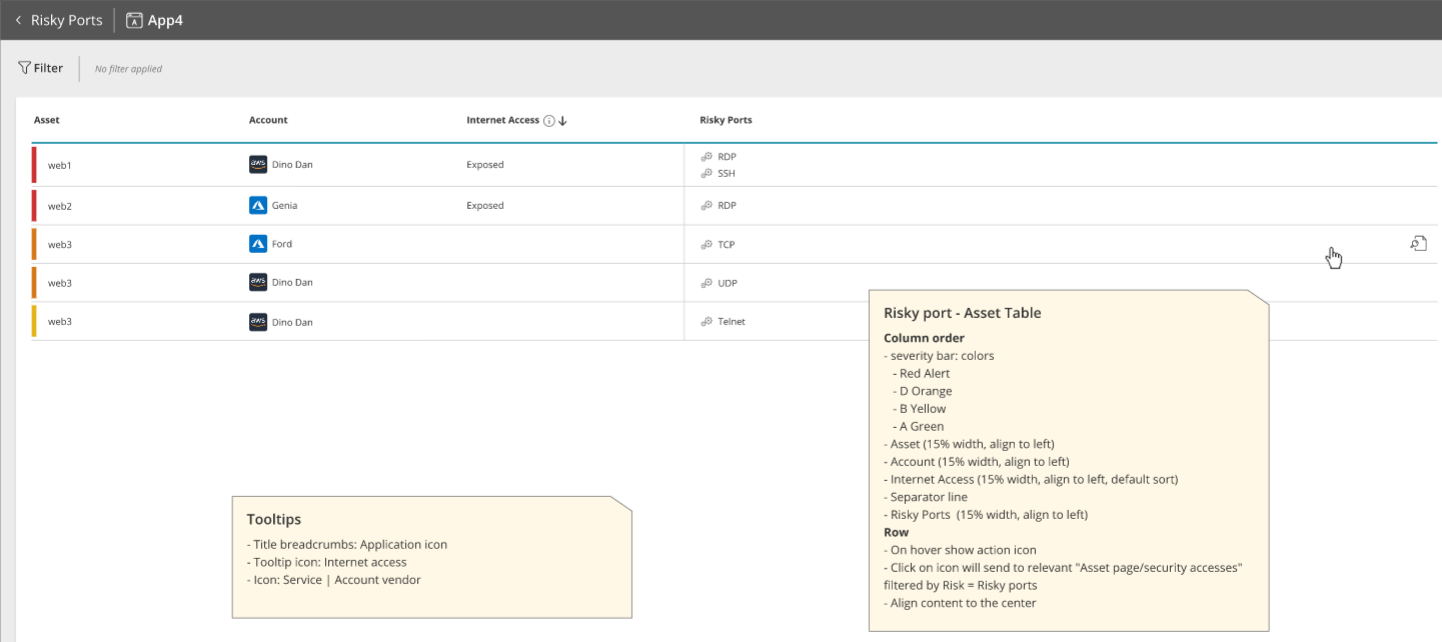 Risky Ports App4
Filter No filter applied
Asset Account Internet Access Risky Ports
web1 aws Dino Dan Exposed RDP
SSH
web2 Genia Exposed RDP
web3 Ford TCP
web3 aws Dino Dan UDP
web3 aws Dino Dan Telnet
Risky port - Asset Table
Column order
- severity bar: colors
- Red Alert
- D Orange
- B Yellow
- A Green
- Asset (15% width, align to left)
- Account (15% width, align to left)
- Internet Access (15% width, align to left, default sort)
- Separator line
- Risky Ports (15% width, align to left)
Row
- On hover show action icon
- Click on icon will send to relevant "Asset page/security accesses"
filtered by Risk = Risky ports
- Align content to the center
Tooltips
- Title breadcrumbs: Application icon
- Tooltip icon: Internet access
- Icon: Service | Account vendor